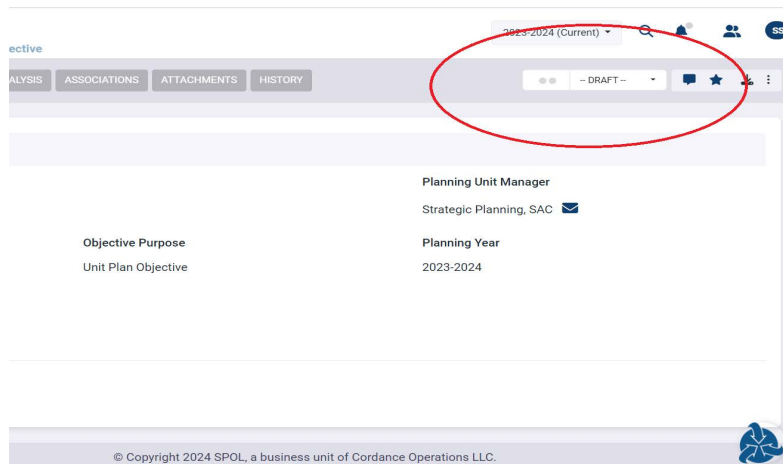 2023-2024 (Current)
SS
ective
ALYSIS ASSOCIATIONS ATTACHMENTS HISTORY
-- DRAFT --
Planning Unit Manager
Strategic Planning, SAC
Objective Purpose Planning Year
Unit Plan Objective 2023-2024
© Copyright 2024 SPOL, a business unit of Cordance Operations LLC.